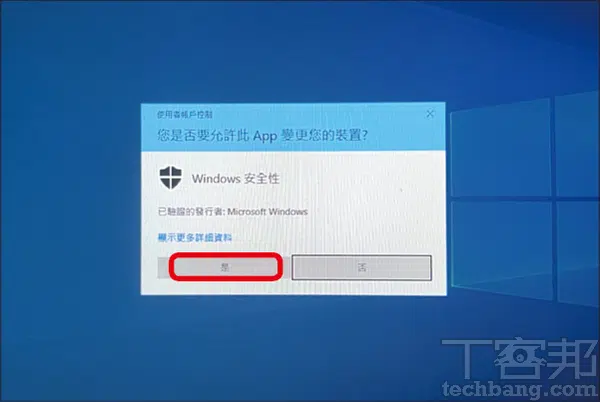 使用者帳戶控制
您是否要允許此 App 變更您的裝置?
Windows 安全性
已驗證的發行者: Microsoft Windows
顯示更多詳細資料
是
否
T客邦
techbang.com